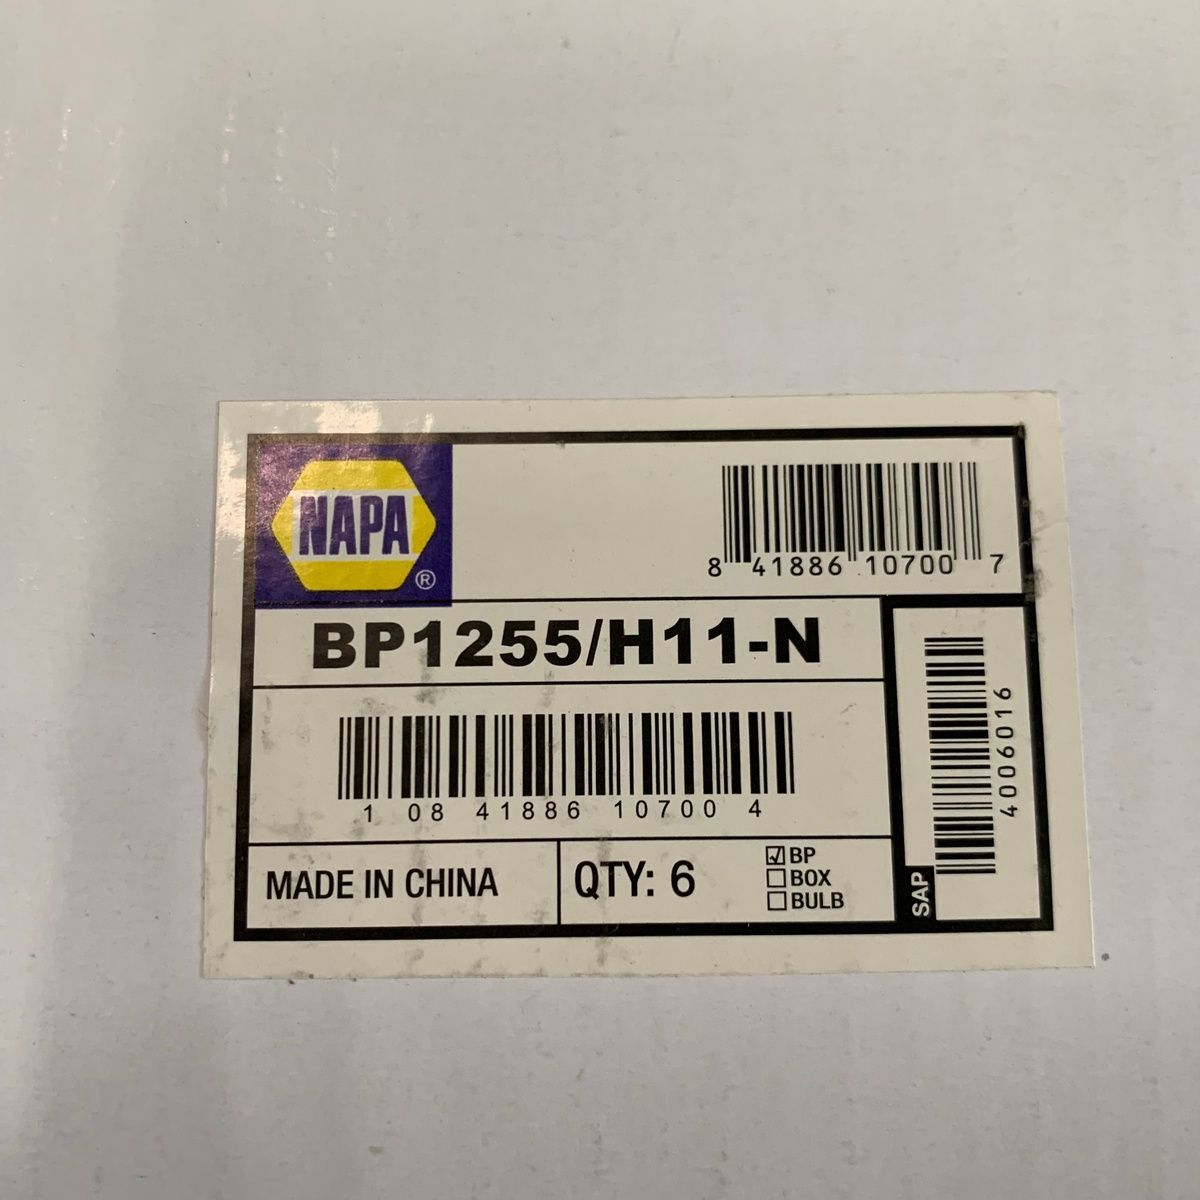 NAPA ®
8 41886 10700 7
BP1255/H11-N
1 08 41886 10700 4
4006016
SAP
MADE IN CHINA
QTY: 6
☑ BP
☐ BOX
☐ BULB